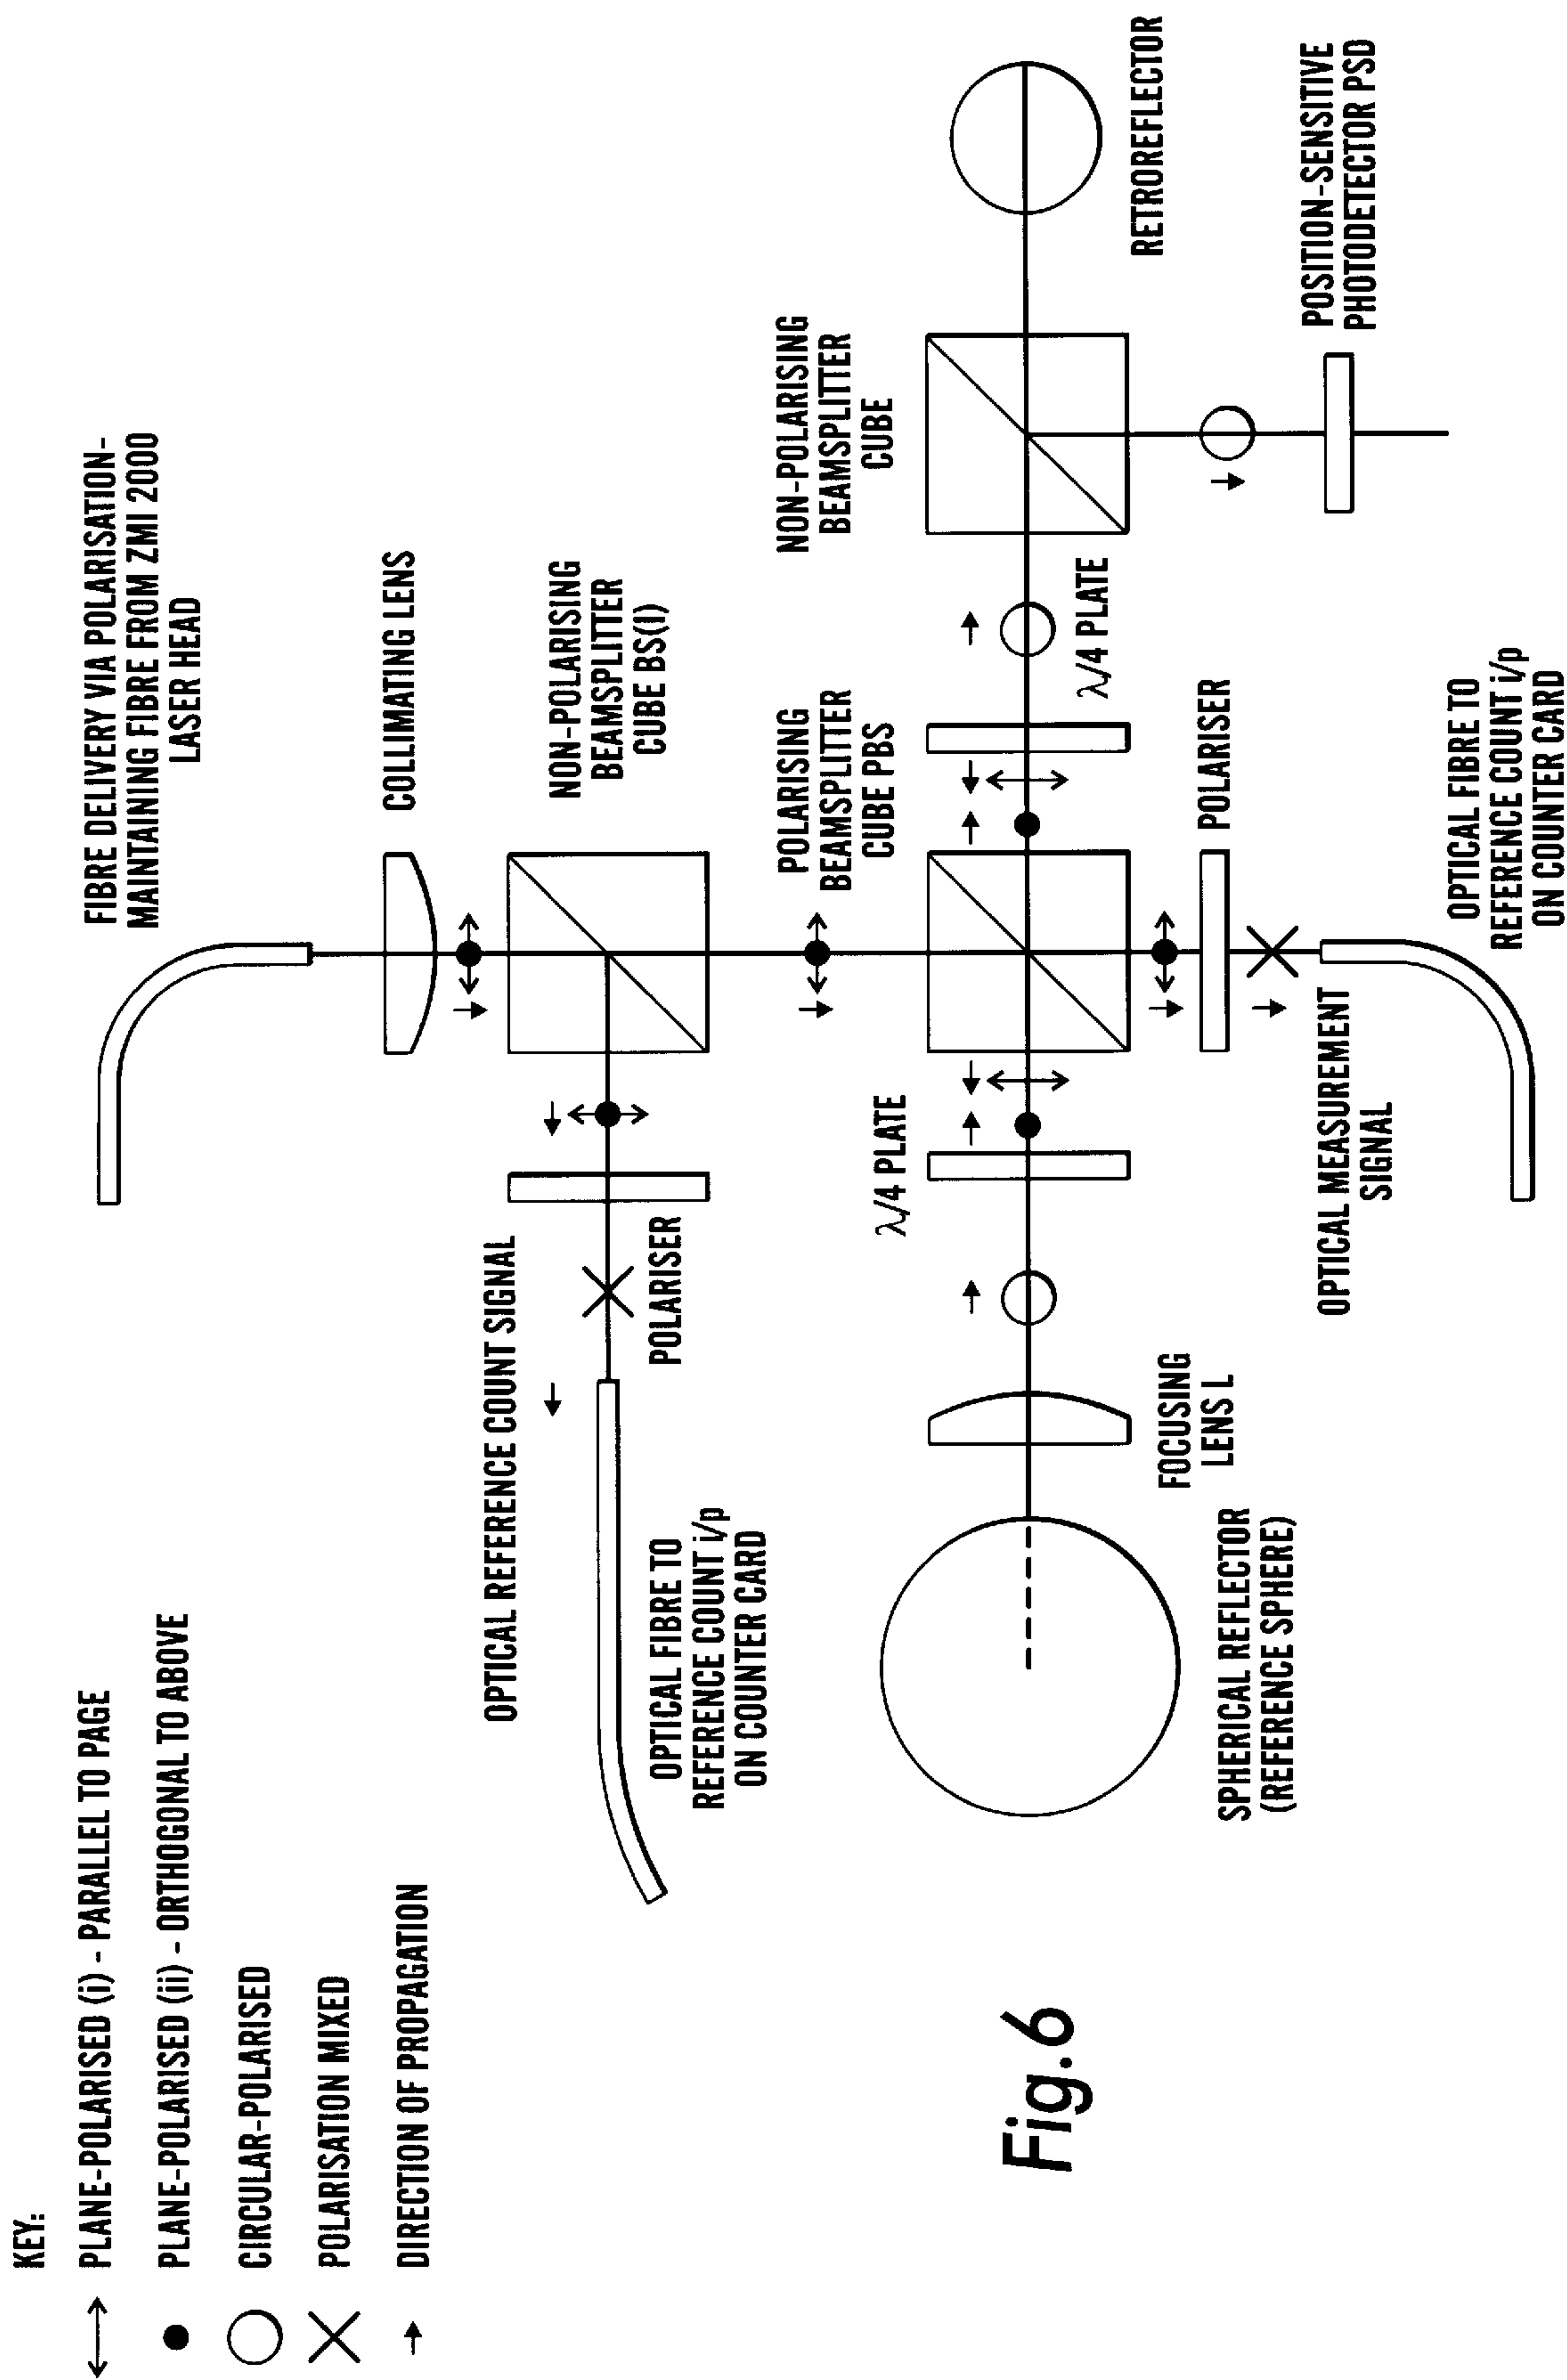 KEY:
PLANE-POLARISED (i) - PARALLEL TO PAGE
PLANE-POLARISED (ii) - ORTHOGONAL TO ABOVE
CIRCULAR-POLARISED
POLARISATION MIXED
DIRECTION OF PROPAGATION
FIBRE DELIVERY VIA POLARISATION-
MAINTAINING FIBRE FROM ZMI 2000
LASER HEAD
COLLIMATING LENS
NON-POLARISING
BEAMSPLITTER
CUBE BS(I)
OPTICAL REFERENCE COUNT SIGNAL
POLARISER
OPTICAL FIBRE TO
REFERENCE COUNT i/p
ON COUNTER CARD
POLARISING
BEAMSPLITTER
CUBE PBS
NON-POLARISING
BEAMSPLITTER
CUBE
λ/4 PLATE
λ/4 PLATE
RETROREFLECTOR
FOCUSING
LENS L
SPHERICAL REFLECTOR
(REFERENCE SPHERE)
POLARISER
POSITION-SENSITIVE
PHOTODETECTOR PSD
OPTICAL MEASUREMENT
SIGNAL
OPTICAL FIBRE TO
REFERENCE COUNT i/p
ON COUNTER CARD
Fig.6